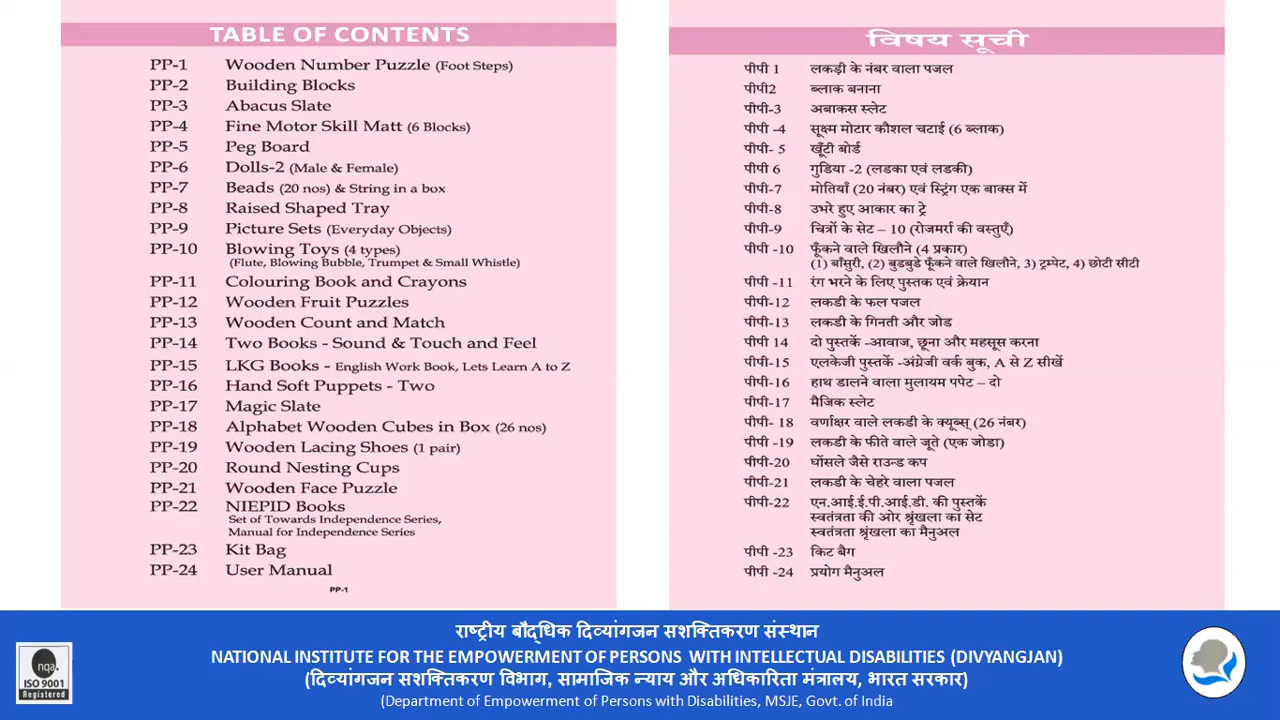 TABLE OF CONTENTS
PP-1 Wooden Number Puzzle (Foot Steps)
PP-2 Building Blocks
PP-3 Abacus Slate
PP-4 Fine Motor Skill Matt (6 Blocks)
PP-5 Peg Board
PP-6 Dolls-2 (Male & Female)
PP-7 Beads (20 nos) & String in a box
PP-8 Raised Shaped Tray
PP-9 Picture Sets (Everyday Objects)
PP-10 Blowing Toys (4 types)
(Flute, Blowing Bubble, Trumpet & Small Whistle)
PP-11 Colouring Book and Crayons
PP-12 Wooden Fruit Puzzles
PP-13 Wooden Count and Match
PP-14 Two Books - Sound & Touch and Feel
PP-15 LKG Books - English Work Book, Lets Learn A to Z
PP-16 Hand Soft Puppets - Two
PP-17 Magic Slate
PP-18 Alphabet Wooden Cubes in Box (26 nos)
PP-19 Wooden Lacing Shoes (1 pair)
PP-20 Round Nesting Cups
PP-21 Wooden Face Puzzle
PP-22 NIEPID Books
Set of Towards Independence Series,
Manual for Independence Series
PP-23 Kit Bag
PP-24 User Manual
PP-1
विषय सूची
पीपी 1 लकड़ी के नंबर वाला पजल
पीपी2 ब्लाक बनाना
पीपी-3 अबाकस स्लेट
पीपी -4 सूक्ष्म मोटार कौशल चटाई (6 ब्लाक)
पीपी- 5 खूँटी बोर्ड
पीपी 6 गुडिया -2 (लडका एवं लडकी)
पीपी-7 मोतियाँ (20 नंबर) एवं स्ट्रिंग एक बाक्स में
पीपी-8 उभरे हुए आकार का ट्रे
पीपी-9 चित्रों के सेट – 10 (रोजमर्रा की वस्तुएँ)
पीपी -10 फूँकने वाले खिलौने (4 प्रकार)
(1) बाँसुरी, (2) बुडबुडे फूँकने वाले खिलौने, 3) ट्रम्पेट, 4) छोटी सीटी
पीपी -11 रंग भरने के लिए पुस्तक एवं क्रेयान
पीपी-12 लकडी के फल पजल
पीपी-13 लकडी के गिनती और जोड
पीपी 14 दो पुस्तकें -आवाज, छूना और महसूस करना
पीपी-15 एलकेजी पुस्तकें -अंग्रेजी वर्क बुक, A से Z सीखें
पीपी-16 हाथ डालने वाला मुलायम पपेट – दो
पीपी-17 मैजिक स्लेट
पीपी- 18 वर्णाक्षर वाले लकडी के क्यूब्स् (26 नंबर)
पीपी -19 लकडी के फीते वाले जूते (एक जोडा)
पीपी-20 घोंसले जैसे राउन्ड कप
पीपी-21 लकडी के चेहरे वाला पजल
पीपी-22 एन.आई.ई.पी.आई.डी. की पुस्तकें
स्वतंत्रता की ओर श्रृंखला का सेट
स्वतंत्रता श्रृंखला का मैनुअल
पीपी -23 किट बैग
पीपी -24 प्रयोग मैनुअल
राष्ट्रीय बौद्धिक दिव्यांगजन सशक्तिकरण संस्थान
NATIONAL INSTITUTE FOR THE EMPOWERMENT OF PERSONS WITH INTELLECTUAL DISABILITIES (DIVYANGJAN)
(दिव्यांगजन सशक्तिकरण विभाग, सामाजिक न्याय और अधिकारिता मंत्रालय, भारत सरकार)
(Department of Empowerment of Persons with Disabilities, MSJE, Govt. of India
nqa.
ISO 9001
Registered